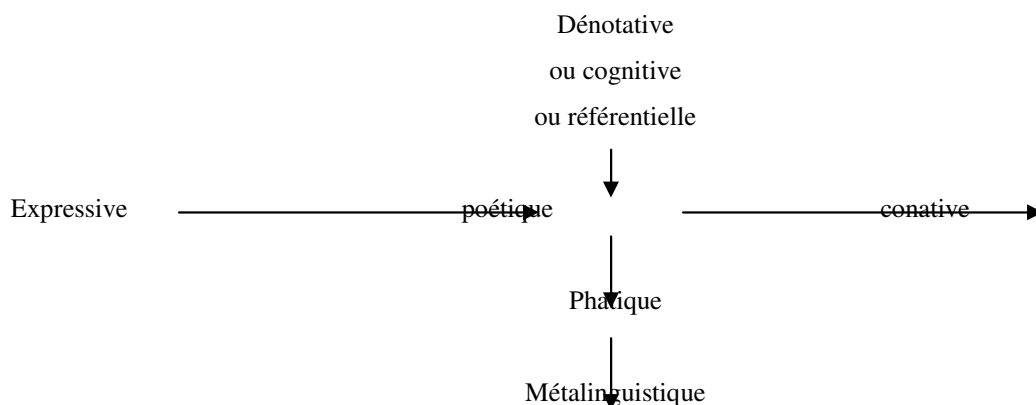 Dénotative
ou cognitive
ou référentielle
Expressive poétique conative
Phatique
Métalinguistique